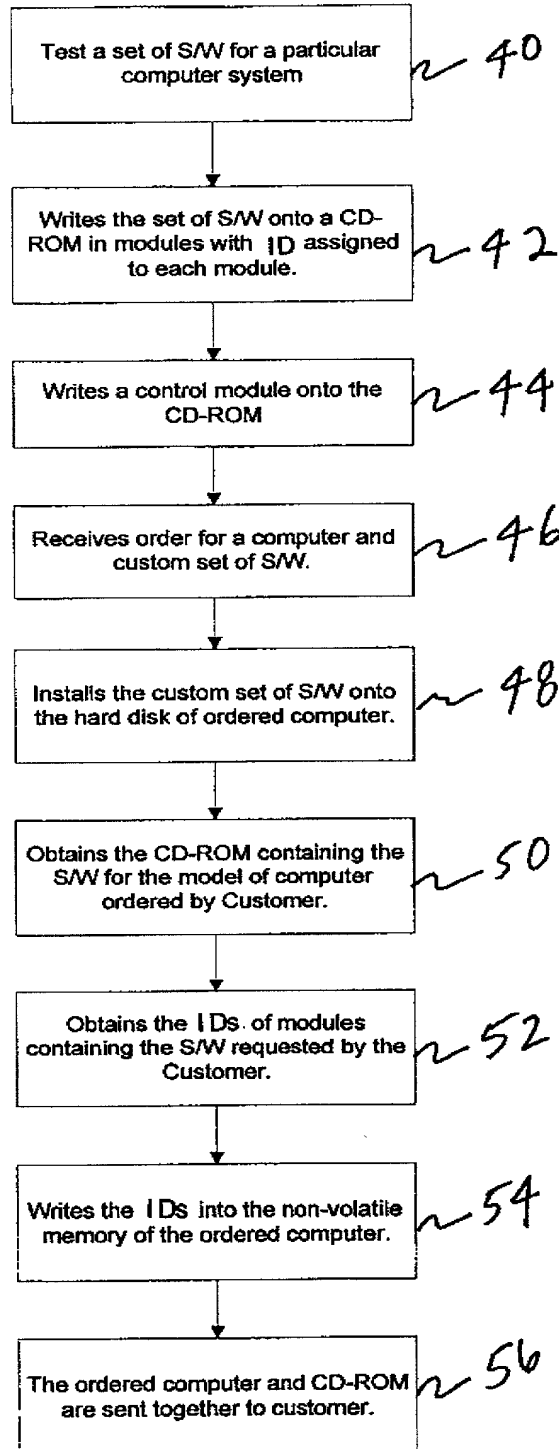 Test a set of S/W for a particular
computer system
40
Writes the set of S/W onto a CD-
ROM in modules with ID assigned
to each module.
42
Writes a control module onto the
CD-ROM
44
Receives order for a computer and
custom set of S/W.
46
Installs the custom set of S/W onto
the hard disk of ordered computer.
48
Obtains the CD-ROM containing the
S/W for the model of computer
ordered by Customer.
50
Obtains the IDs. of modules
containing the S/W requested by the
Customer.
52
Writes the IDs into the non-volatile
memory of the ordered computer.
54
The ordered computer and CD-ROM
are sent together to customer.
56